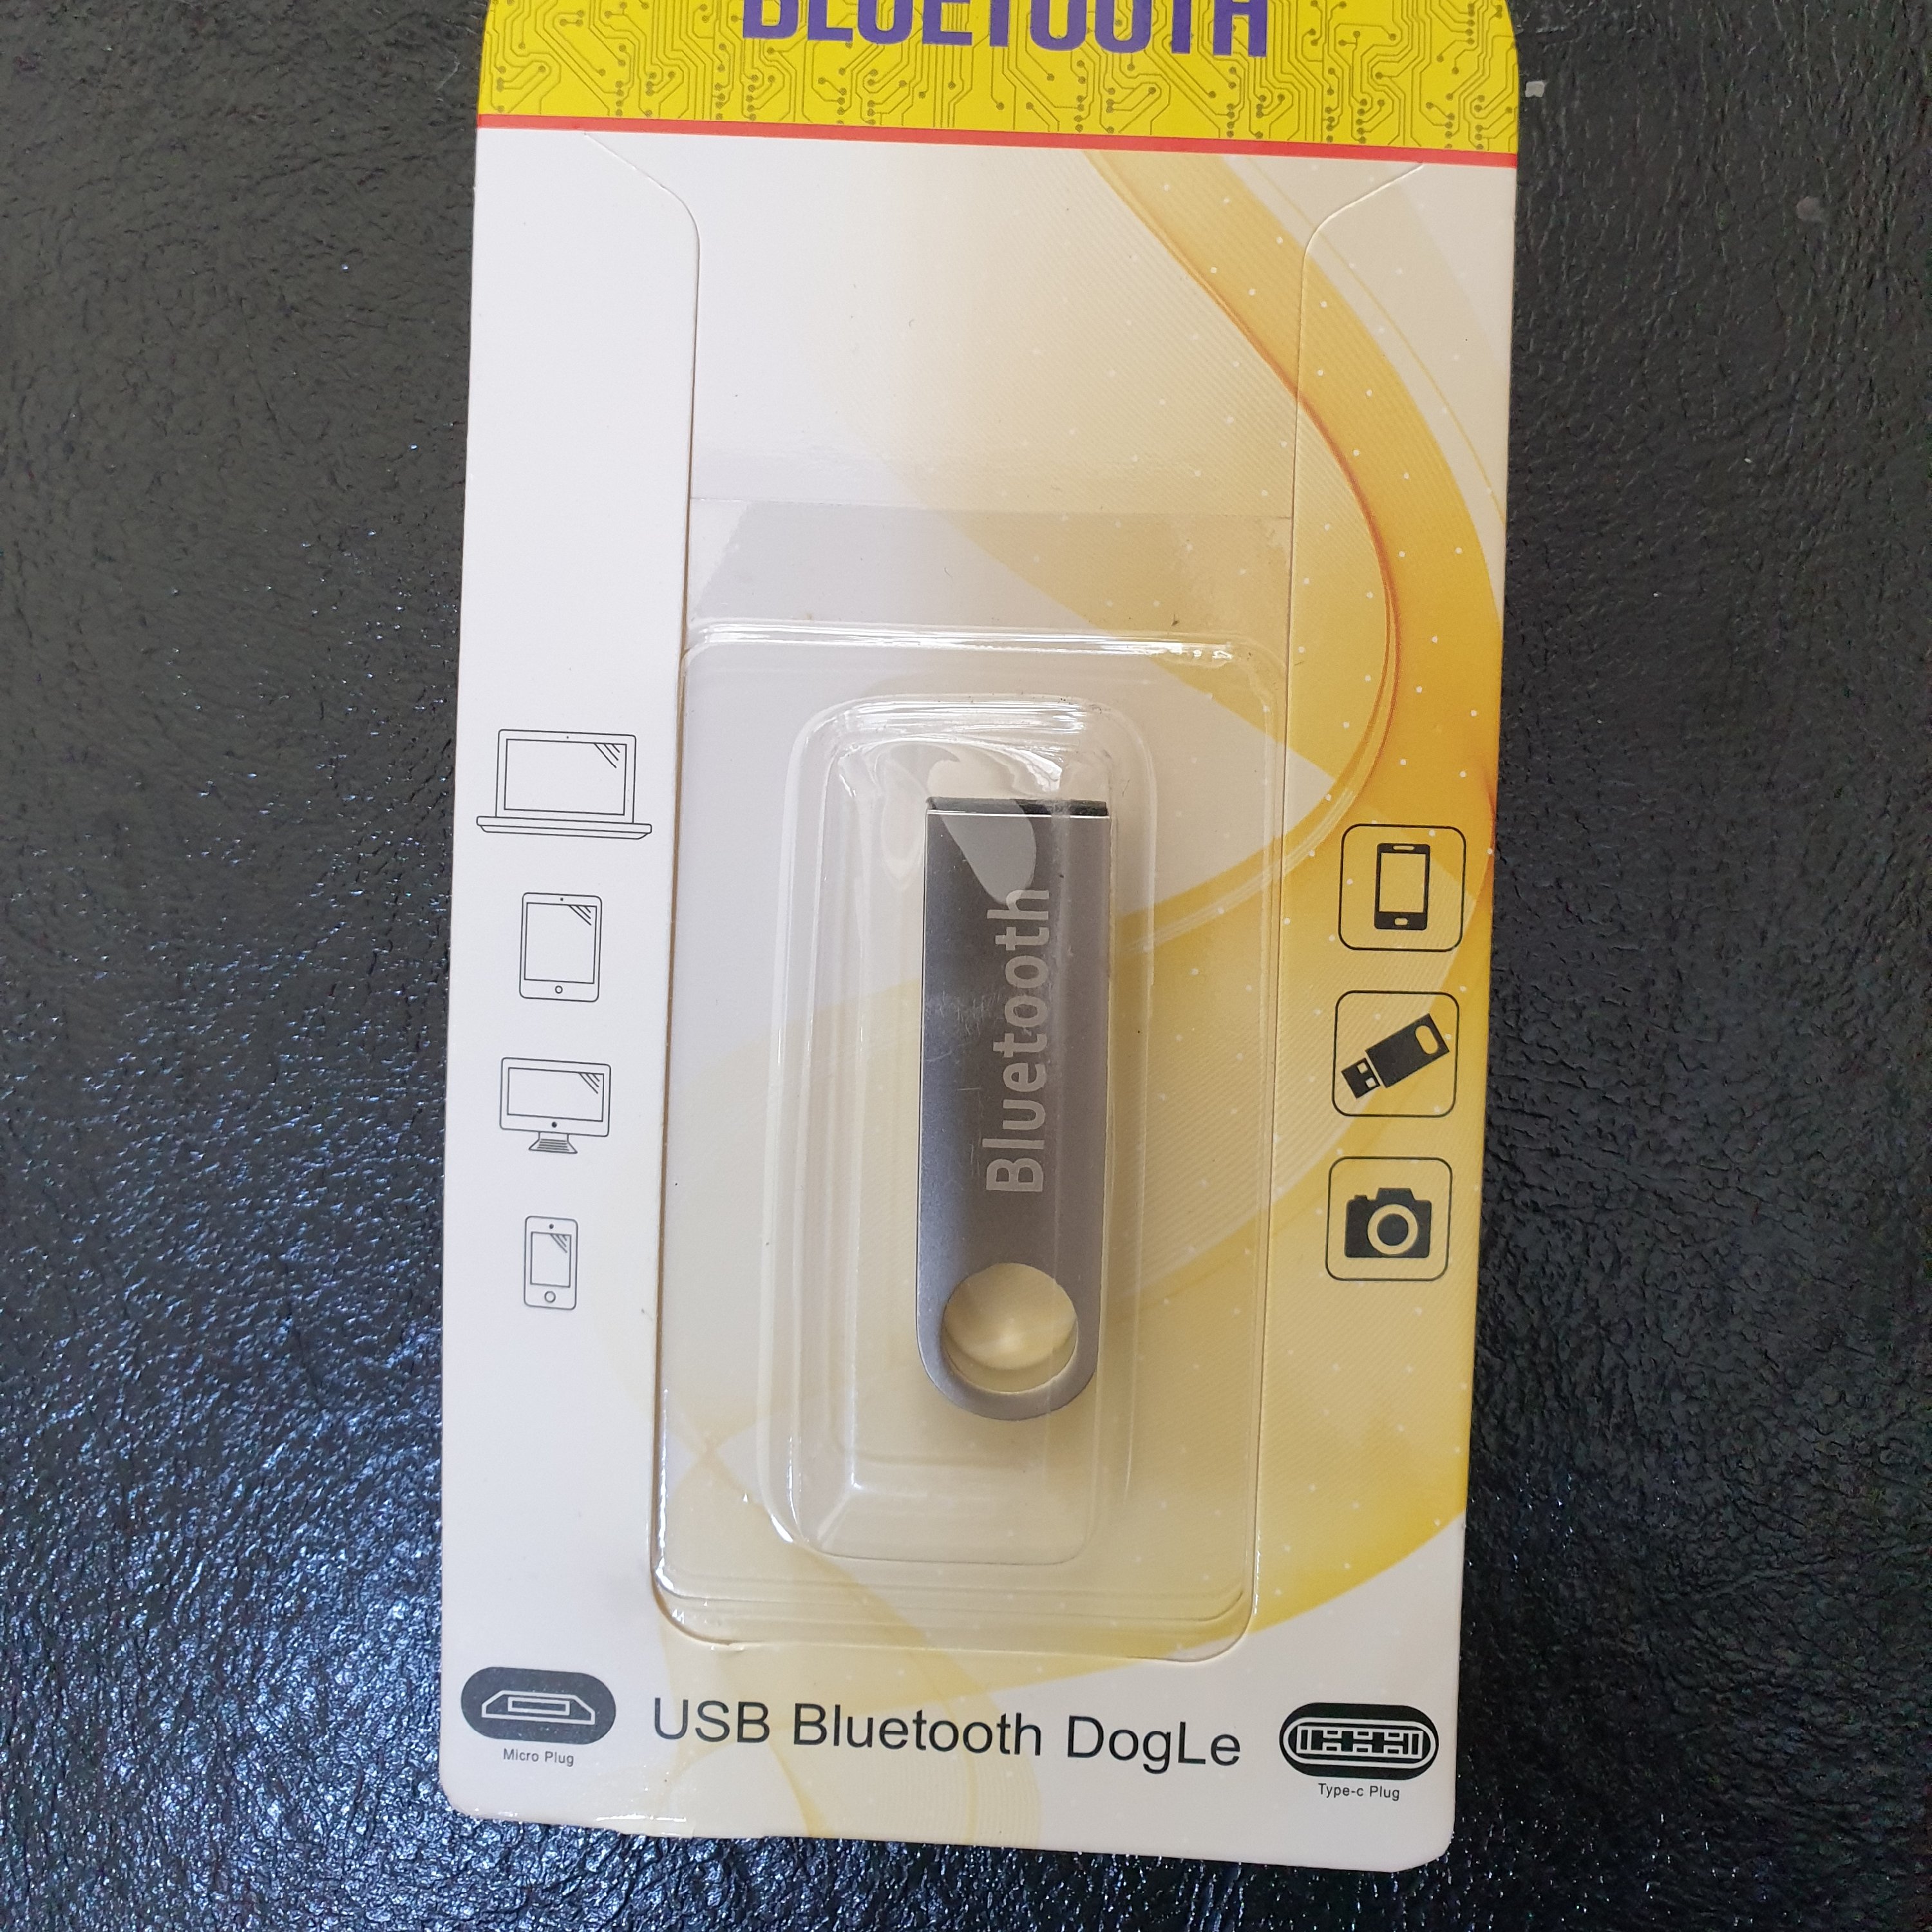 BLUETOOTH
Bluetooth
USB Bluetooth DogLe
Micro Plug
Type-c Plug